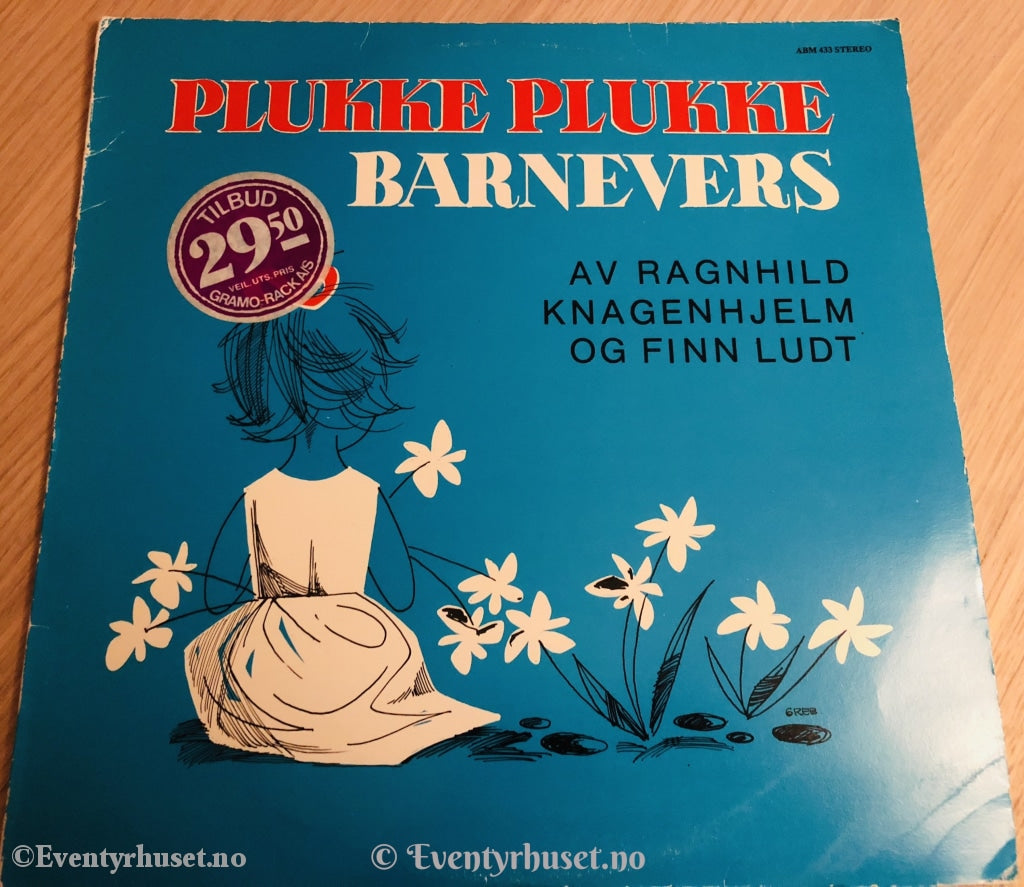 ABM 433 STEREO
PLUKKE PLUKKE
BARNEVERS
TILBUD
29⁵⁰
VEIL. UTS. PRIS
GRAMO-RACK A/S
AV RAGNHILD
KNAGENHJELM
OG FINN LUDT
GREB
©Eventyrhuset.no
© Eventyrhuset.no